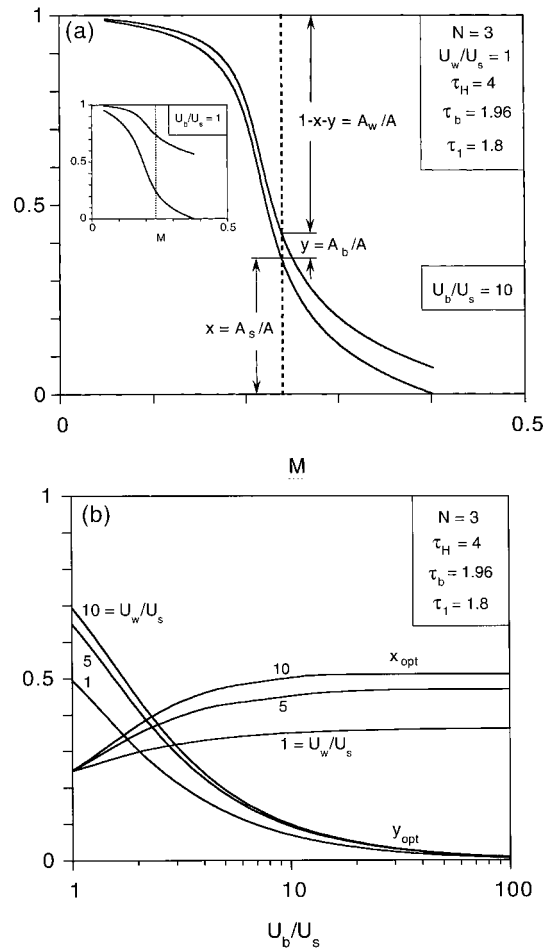 (a)
N = 3
U_w/U_s = 1
τ_H = 4
τ_b = 1.96
τ_1 = 1.8
1-x-y = A_w/A
U_b/U_s = 1
1
0.5
0
0
0.5
M
y = A_b/A
U_b/U_s = 10
x = A_s/A
1
0.5
0
0
0.5
M
(b)
N = 3
τ_H = 4
τ_b = 1.96
τ_1 = 1.8
10 = U_w/U_s
5
1
10
x_opt
5
1 = U_w/U_s
y_opt
1
0.5
0
1
10
100
U_b/U_s